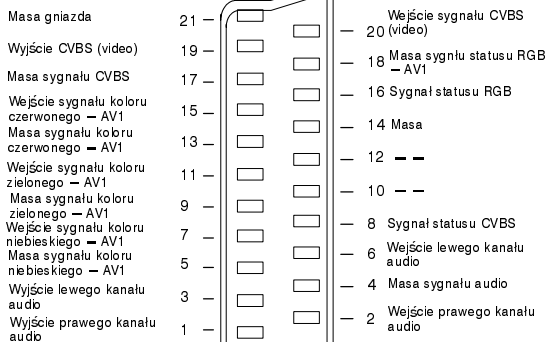 Masa gniazda 21
Wyjście CVBS (video) 19
Masa sygnału CVBS 17
Wejście sygnału koloru
czerwonego – AV1 15
Masa sygnału koloru
czerwonego – AV1 13
Wejście sygnału koloru
zielonego – AV1 11
Masa sygnału koloru
zielonego – AV1 9
Wejście sygnału koloru
niebieskiego – AV1 7
Masa sygnału koloru
niebieskiego – AV1 5
Wyjście lewego kanału
audio 3
Wyjście prawego kanału
audio 1
Wejście sygnału CVBS
20 (video)
18 Masa sygnłu statusu RGB
– AV1
16 Sygnał statusu RGB
14 Masa
12 – –
10 – –
8 Sygnał statusu CVBS
6 Wejście lewego kanału
audio
4 Masa sygnału audio
2 Wejście prawego kanału
audio